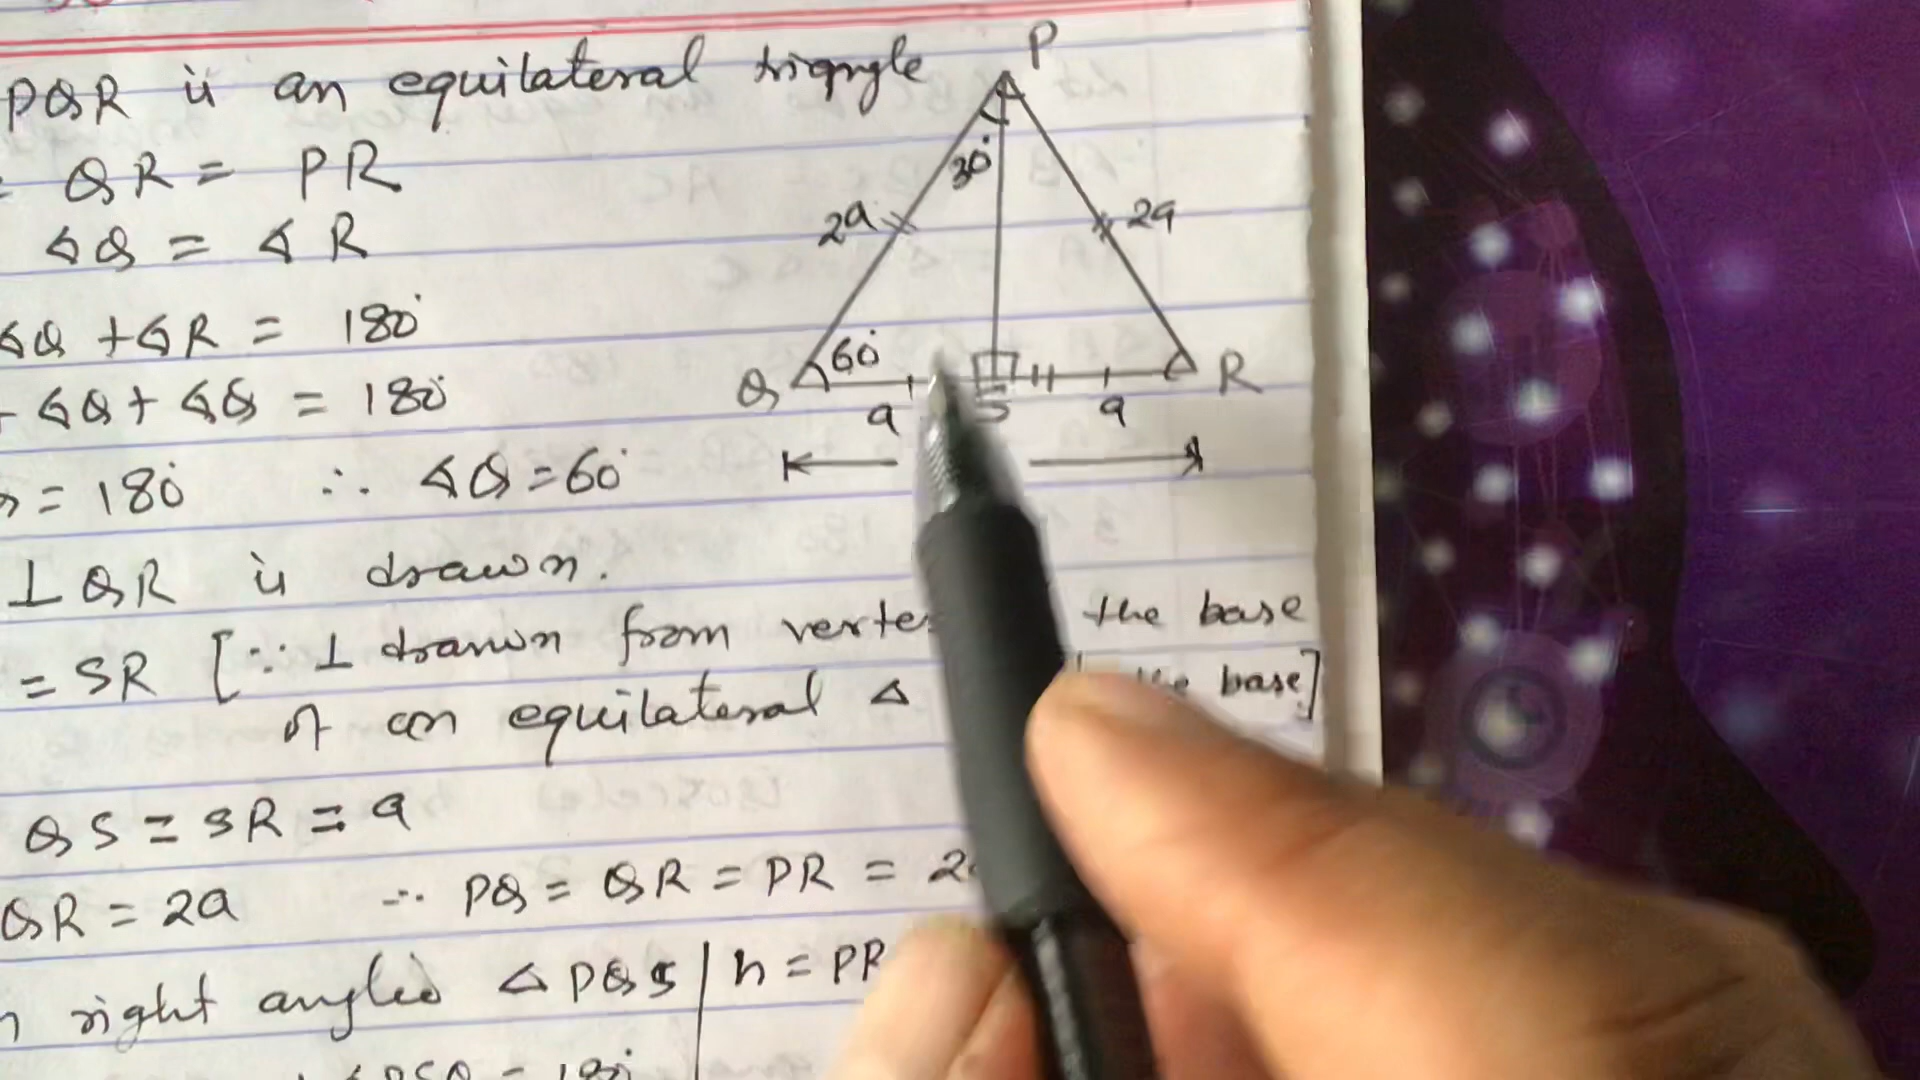 PQR is an equilateral triangle
= QR = PR
∢Q = ∢R
∢Q + ∢R = 180°
+ ∢Q + ∢Q = 180°
= 180° ∴ ∢Q = 60°
⊥ QR is drawn.
= SR [∵ ⊥ drawn from the base
of an equilateral △ the base]
QS = SR = a
QR = 2a ∴ PQ = QR = PR = 2
right angled △ PQS | h = PR
P
30°
2a
2a
60°
Q
S
R
a
a